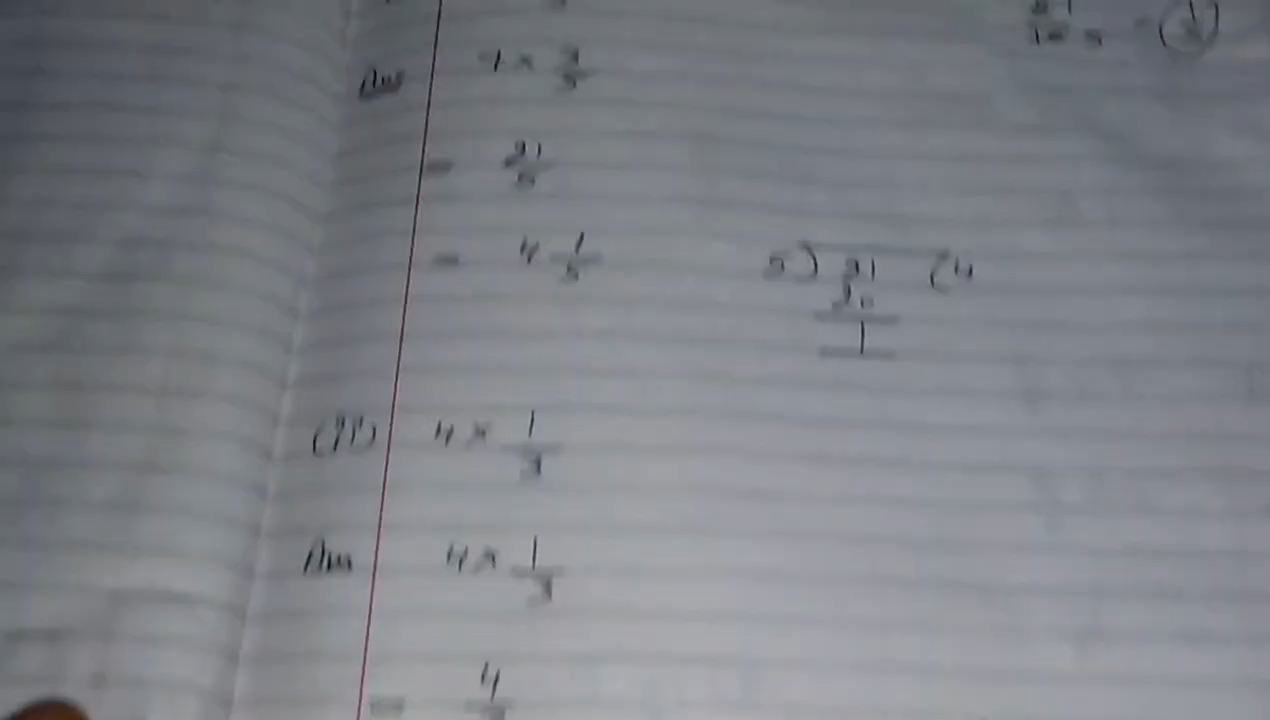 Ans 7 × 3/5
= 21/5
= 4 1/5
5) 21 (4
20
1
(ii) 4 × 1/3
Ans 4 × 1/3
= 4/3